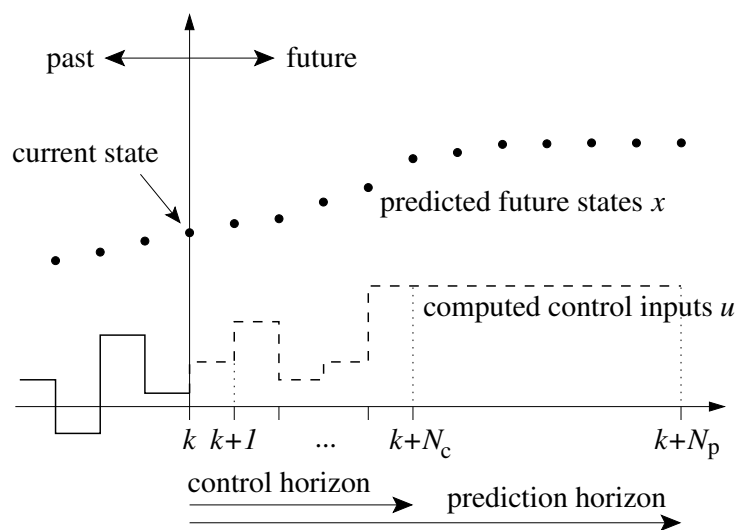 past future
current state
predicted future states x
computed control inputs u
k k+1 ... k+Nc k+Np
control horizon
prediction horizon